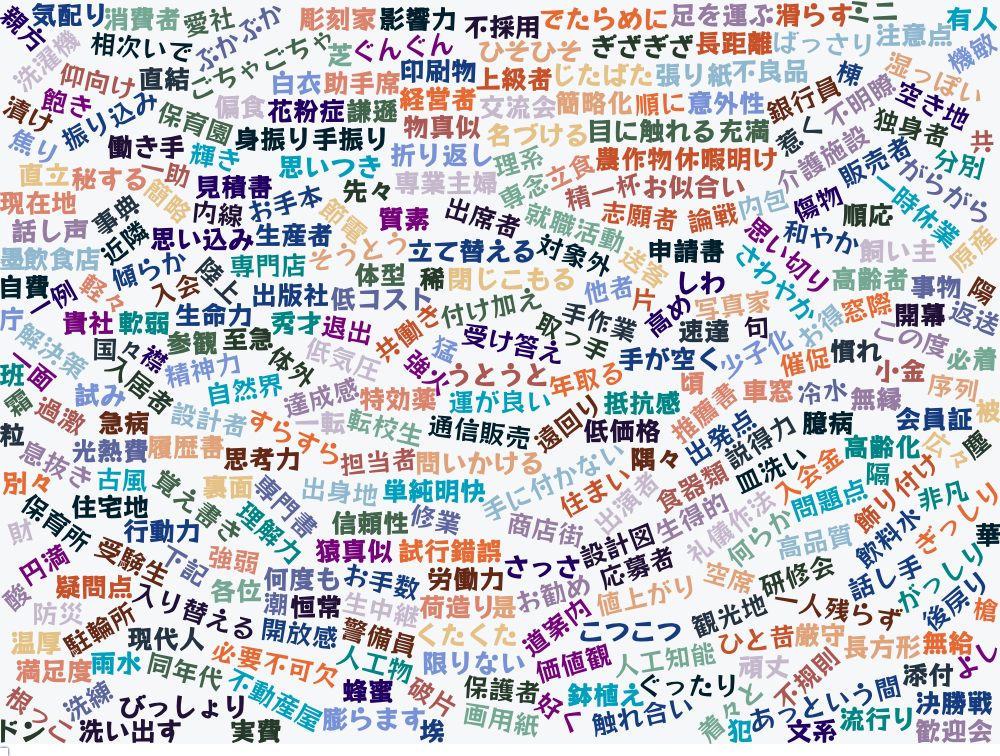 親方
気配り
消費者
愛社
ぶかぶか
彫刻家
影響力
不採用
でたらめに
足を運ぶ
滑らす
ミニ
有人
洗濯機
相次いで
ごちゃごちゃ
芝
ぐんぐん
ひそひそ
ぎざぎざ
長距離
ばっさり
注意点
機敏
仰向け
直結
白衣
助手席
印刷物
上級者
じたばた
張り紙
不良品
棟
湿っぽい
漬け
飽き
振り込み
保育園
偏食
花粉症
謙遜
経営者
交流会
簡略化
順に
意外性
銀行員
不明瞭
空き地
焦り
働き手
輝き
身振り手振り
物真似
名づける
目に触れる
充満
惹く
独身者
共
直立
秘する
一助
思いつき
折り返し
理系
立食
農作物
休暇明け
介護施設
販売者
分別
現在地
簡略
見積書
お手本
先々
専業主婦
専念
精一杯
お似合い
内包
傷物
がらがら
一時休業
話し声
事典
内線
節電
質素
出席者
就職活動
志願者
論戦
思い切り
順応
原産
墨
飲食店
近隣
思い込み
生産者
そうとう
立て替える
対象外
送客
申請書
さわやか
和やか
飼い主
自費
一例
傾らか
陸上
専門店
体型
稀
閉じこもる
他者
片
しわ
高齢者
事物
陽
軽々
入会
出版社
低コスト
付け加え
手作業
高め
写真家
お得
窓際
開幕
返送
庁
解決策
貴社
軟弱
生命力
秀才
退出
共働き
猛
受け答え
取っ手
速達
句
この度
必着
国々
襟
参観
至急
体外
低気圧
強火
手が空く
少子化
催促
慣れ
小金
班
一面
入居者
精神力
自然界
達成感
特効薬
うとうと
年取る
頃
車窓
冷水
無縁
序列
被
霜
過激
試み
急病
設計者
すらすら
一転
転校生
運が良い
遠回り
抵抗感
推薦書
出発点
臆病
会員証
広々
塵
粒
息抜き
光熱費
履歴書
思考力
担当者
通信販売
問いかける
低価格
隅々
説得力
高齢化
別々
古風
覚え書き
裏面
専門書
出身地
単純明快
手に付かない
住まい
出演者
食器類
皿洗い
入会金
隔
飾り付け
非凡
ぎっしり
財
保育所
住宅地
行動力
理解力
信頼性
修業
商店街
設計図
生得的
礼儀作法
何らか
問題点
高品質
飲料水
華
円満
受験生
下記
強弱
猿真似
試行錯誤
さっさ
応募者
酸
疑問点
各位
何度も
お手数
労働力
お勧め
値上がり
空席
研修会
話し手
がっしり
防災
駐輪所
入り替える
潮
恒常
生中継
荷造り
是
道案内
観光地
一人残らず
後戻り
槍
温厚
現代人
開放感
警備員
くたくた
こつつつ
ひと昔
厳守
長方形
無給
満足度
雨水
同年代
必要不可欠
人工物
限りない
価値観
人工知能
頑丈
不規則
添付
よし
根っこ
洗練
びっしょり
不動産屋
蜂蜜
破片
保護者
好く
鉢植え
ぐったり
着々と
あっという間
決勝戦
ドン
洗い出す
実費
膨らます
埃
画用紙
触れ合い
犯
文系
流行り
歓迎会